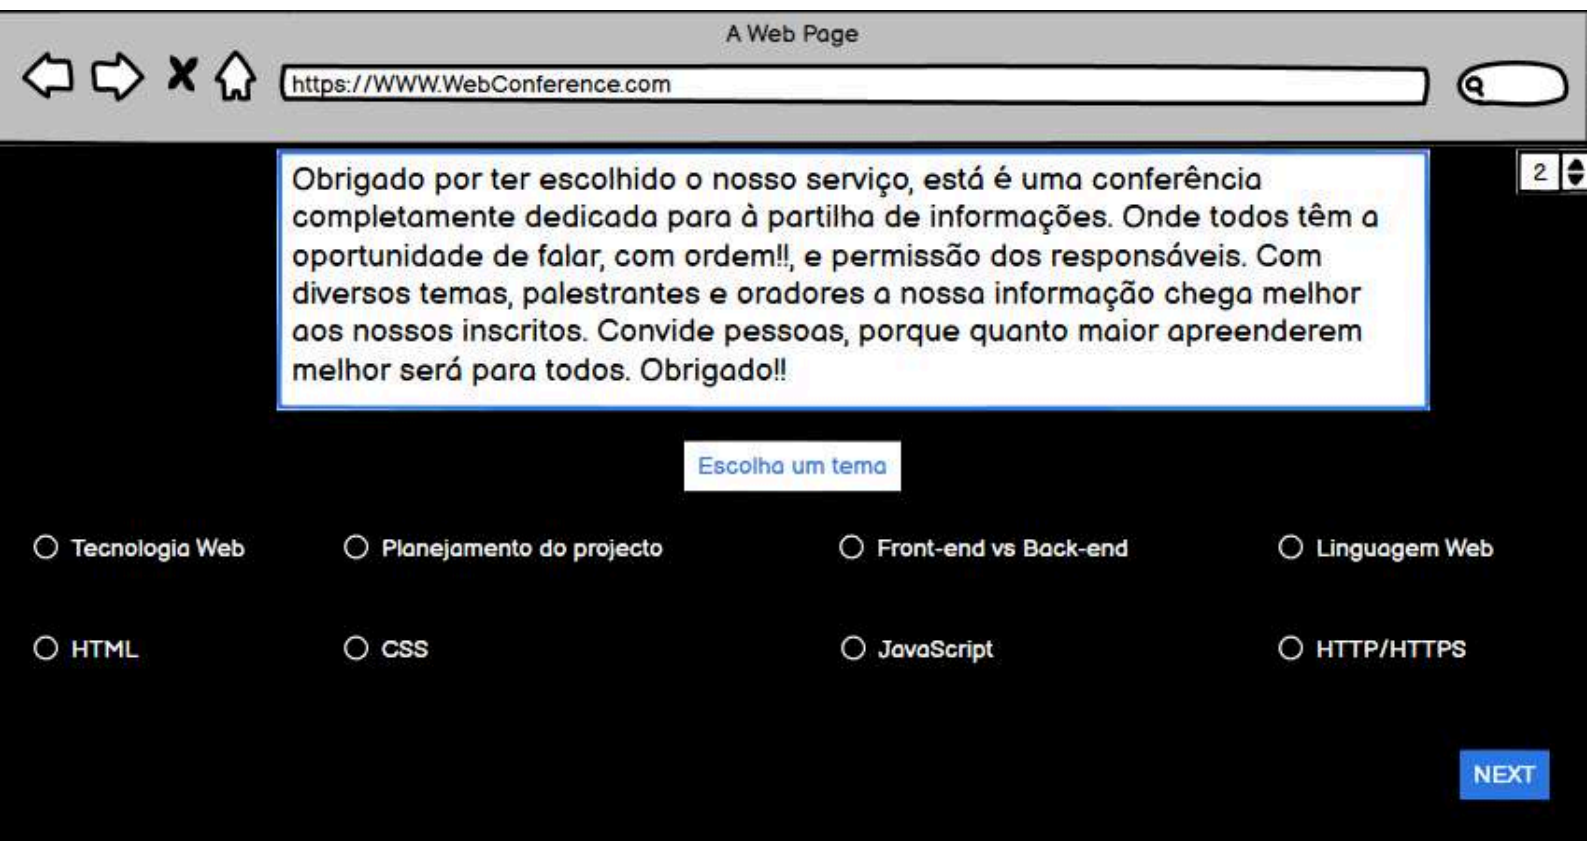 A Web Page
https://WWW.WebConference.com
Obrigado por ter escolhido o nosso serviço, está é uma conferência
completamente dedicada para à partilha de informações. Onde todos têm a
oportunidade de falar, com ordem!!, e permissão dos responsáveis. Com
diversos temas, palestrantes e oradores a nossa informação chega melhor
aos nossos inscritos. Convide pessoas, porque quanto maior apreenderem
melhor será para todos. Obrigado!!
2
Escolha um tema
Tecnologia Web
Planejamento do projecto
Front-end vs Back-end
Linguagem Web
HTML
CSS
JavaScript
HTTP/HTTPS
NEXT